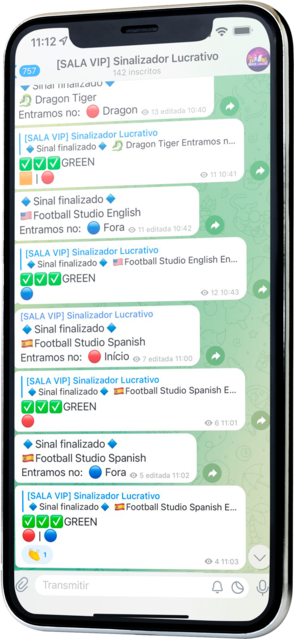 11:12
757
[SALA VIP] Sinalizador Lucrativo
142 inscritos
Sinal finalizado
Dragon Tiger
Entramos no: Dragon 13 editada 10:40
[SALA VIP] Sinalizador Lucrativo
Sinal finalizado Dragon Tiger Entramos n...
GREEN
| 11 10:41
Sinal finalizado
Football Studio English
Entramos no: Fora 11 editada 10:42
[SALA VIP] Sinalizador Lucrativo
Sinal finalizado Football Studio English En...
GREEN
12 10:43
[SALA VIP] Sinalizador Lucrativo
Sinal finalizado
Football Studio Spanish
Entramos no: Início 7 editada 11:00
[SALA VIP] Sinalizador Lucrativo
Sinal finalizado Football Studio Spanish E...
GREEN
6 11:01
Sinal finalizado
Football Studio Spanish
Entramos no: Fora 5 editada 11:02
[SALA VIP] Sinalizador Lucrativo
Sinal finalizado Football Studio Spanish E...
GREEN
|
1 4 11:03
Transmitir